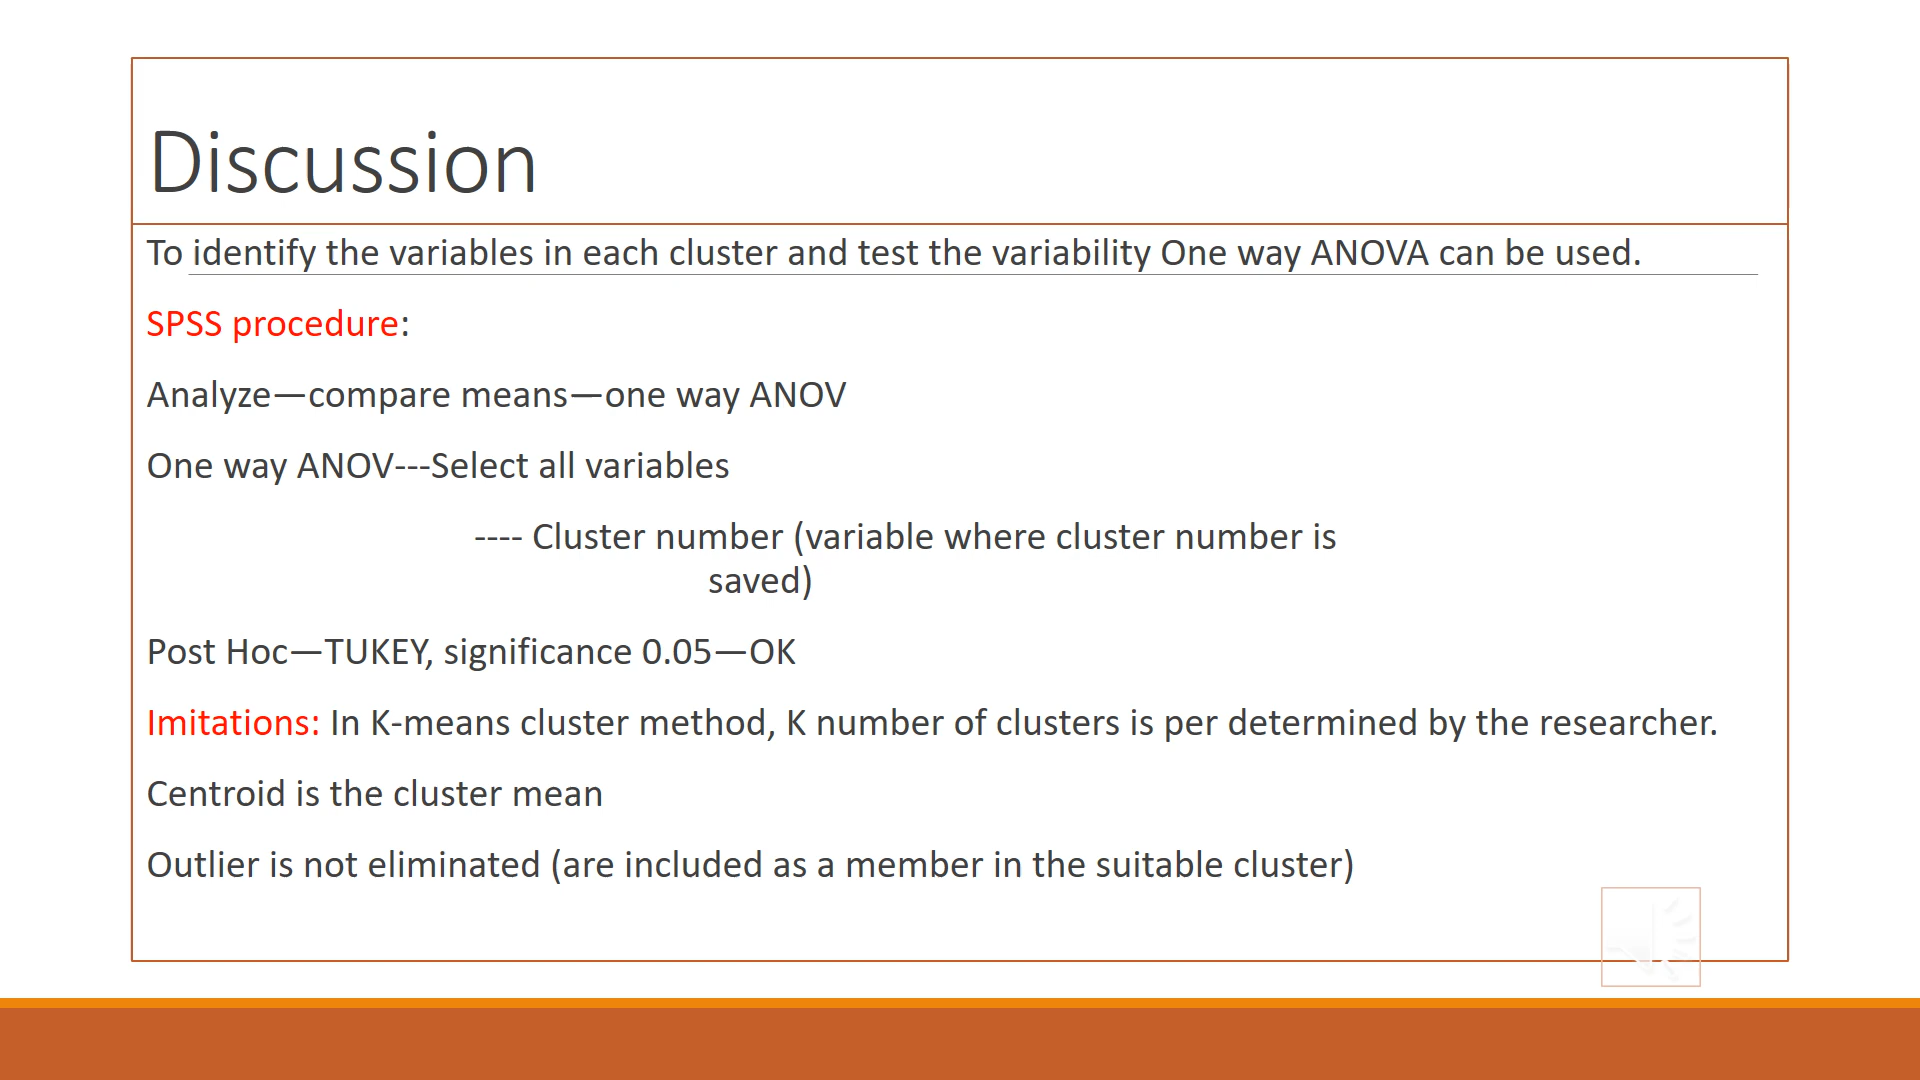 Discussion
To identify the variables in each cluster and test the variability One way ANOVA can be used.
SPSS procedure:
Analyze—compare means—one way ANOV
One way ANOV---Select all variables
---- Cluster number (variable where cluster number is
saved)
Post Hoc—TUKEY, significance 0.05—OK
Imitations: In K-means cluster method, K number of clusters is per determined by the researcher.
Centroid is the cluster mean
Outlier is not eliminated (are included as a member in the suitable cluster)